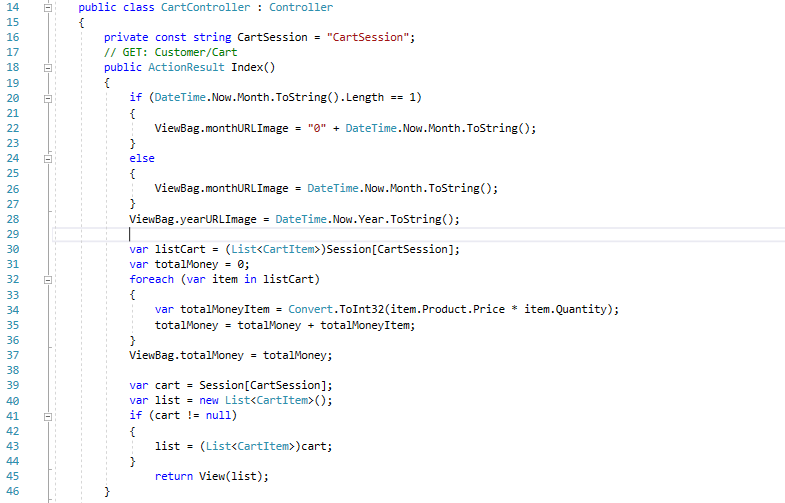 14 public class CartController : Controller
15 {
16 private const string CartSession = "CartSession";
17 // GET: Customer/Cart
18 public ActionResult Index()
19 {
20 if (DateTime.Now.Month.ToString().Length == 1)
21 {
22 ViewBag.monthURLImage = "0" + DateTime.Now.Month.ToString();
23 }
24 else
25 {
26 ViewBag.monthURLImage = DateTime.Now.Month.ToString();
27 }
28 ViewBag.yearURLImage = DateTime.Now.Year.ToString();
29
30 var listCart = (List<CartItem>)Session[CartSession];
31 var totalMoney = 0;
32 foreach (var item in listCart)
33 {
34 var totalMoneyItem = Convert.ToInt32(item.Product.Price * item.Quantity);
35 totalMoney = totalMoney + totalMoneyItem;
36 }
37 ViewBag.totalMoney = totalMoney;
38
39 var cart = Session[CartSession];
40 var list = new List<CartItem>();
41 if (cart != null)
42 {
43 list = (List<CartItem>)cart;
44 }
45 return View(list);
46 }